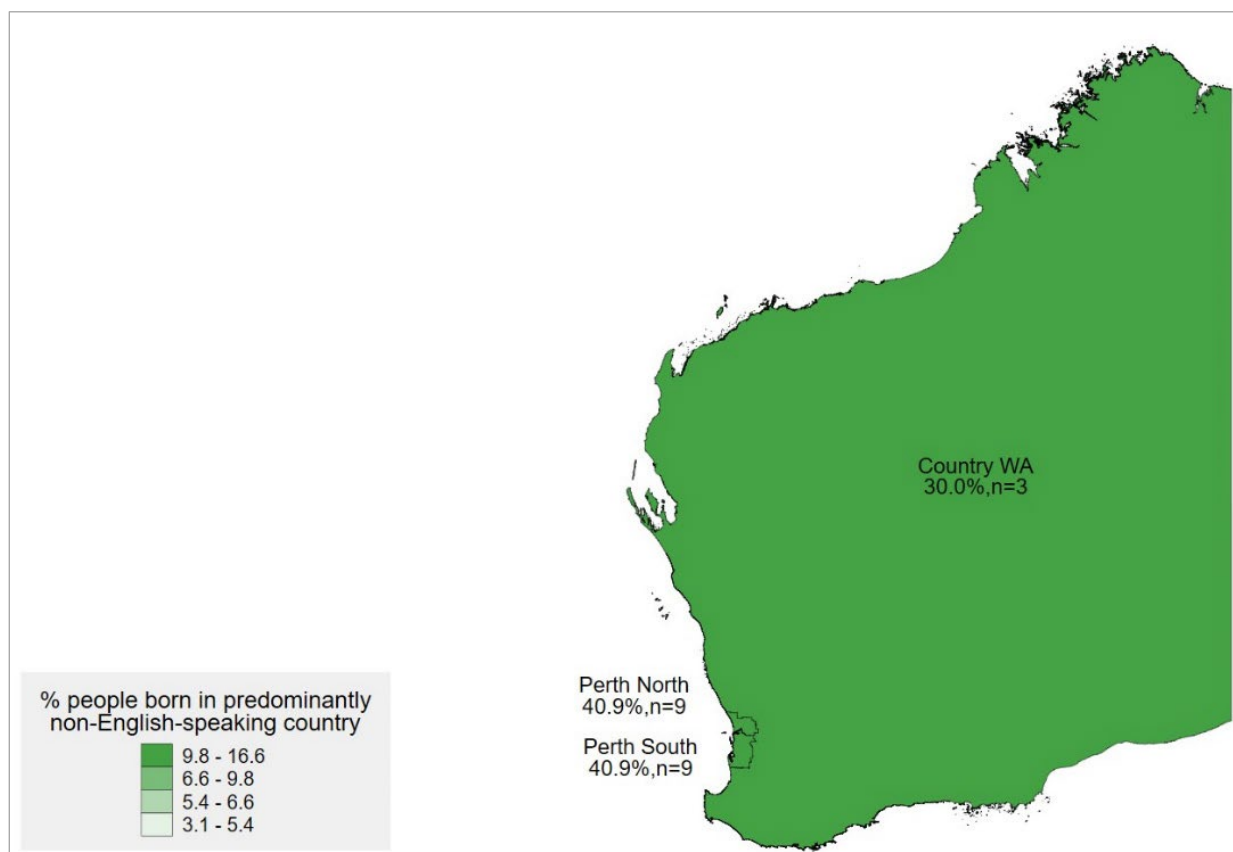 Country WA
30.0%,n=3
Perth North
40.9%,n=9
Perth South
40.9%,n=9
% people born in predominantly
non-English-speaking country
9.8 - 16.6
6.6 - 9.8
5.4 - 6.6
3.1 - 5.4